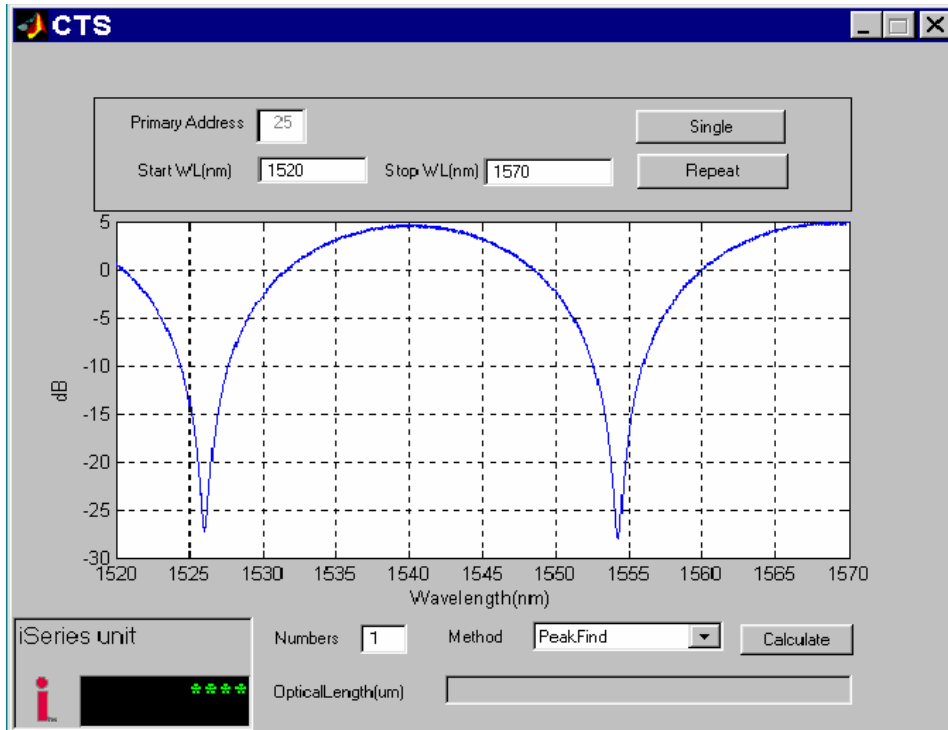 CTS
Primary Address 25 Single
Start WL(nm) 1520 Stop WL(nm) 1570 Repeat
5
0
-5
-10
-15
-20
-25
-30
dB
1520 1525 1530 1535 1540 1545 1550 1555 1560 1565 1570
Wavelength(nm)
iSeries unit
Numbers 1 Method PeakFind Calculate
i
****
OpticalLength(um)